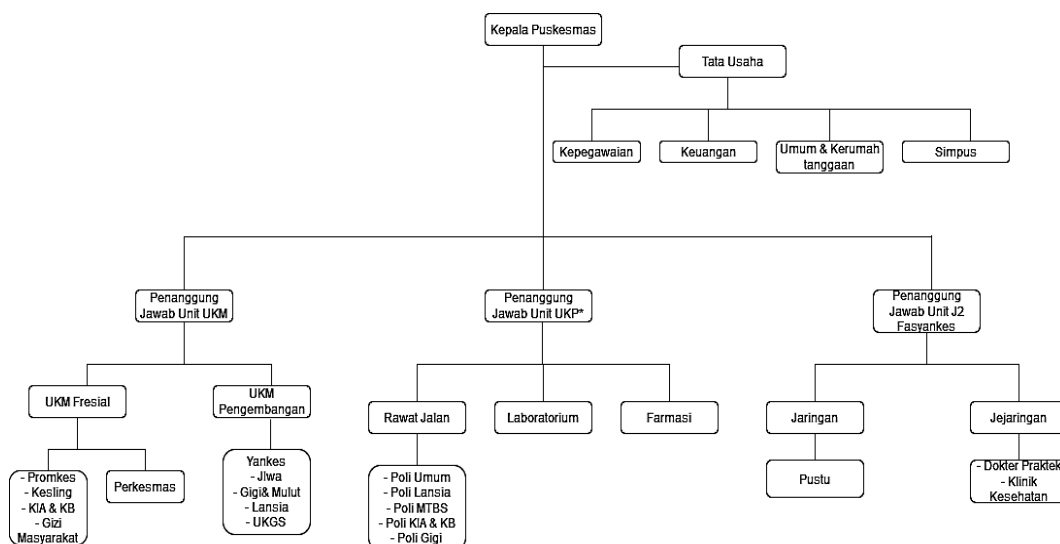 Kepala Puskesmas
Tata Usaha
Kepegawaian
Keuangan
Umum & Kerumah
tanggaan
Simpus
Penanggung
Jawab Unit UKM
Penanggung
Jawab Unit UKP*
Penanggung
Jawab Unit J2
Fasyankes
UKM Fresial
UKM
Pengembangan
Rawat Jalan
Laboratorium
Farmasi
Jaringan
Jejaringan
- Promkes
- Kesling
- KIA & KB
- Gizi
Masyarakat
Perkesmas
Yankes
- Jlwa
- Gigi& Mulut
- Lansia
- UKGS
- Poli Umum
- Poli Lansia
- Poli MTBS
- Poli KIA & KB
- Poli Gigi
Pustu
- Dokter Praktek
- Klinik
Kesehatan